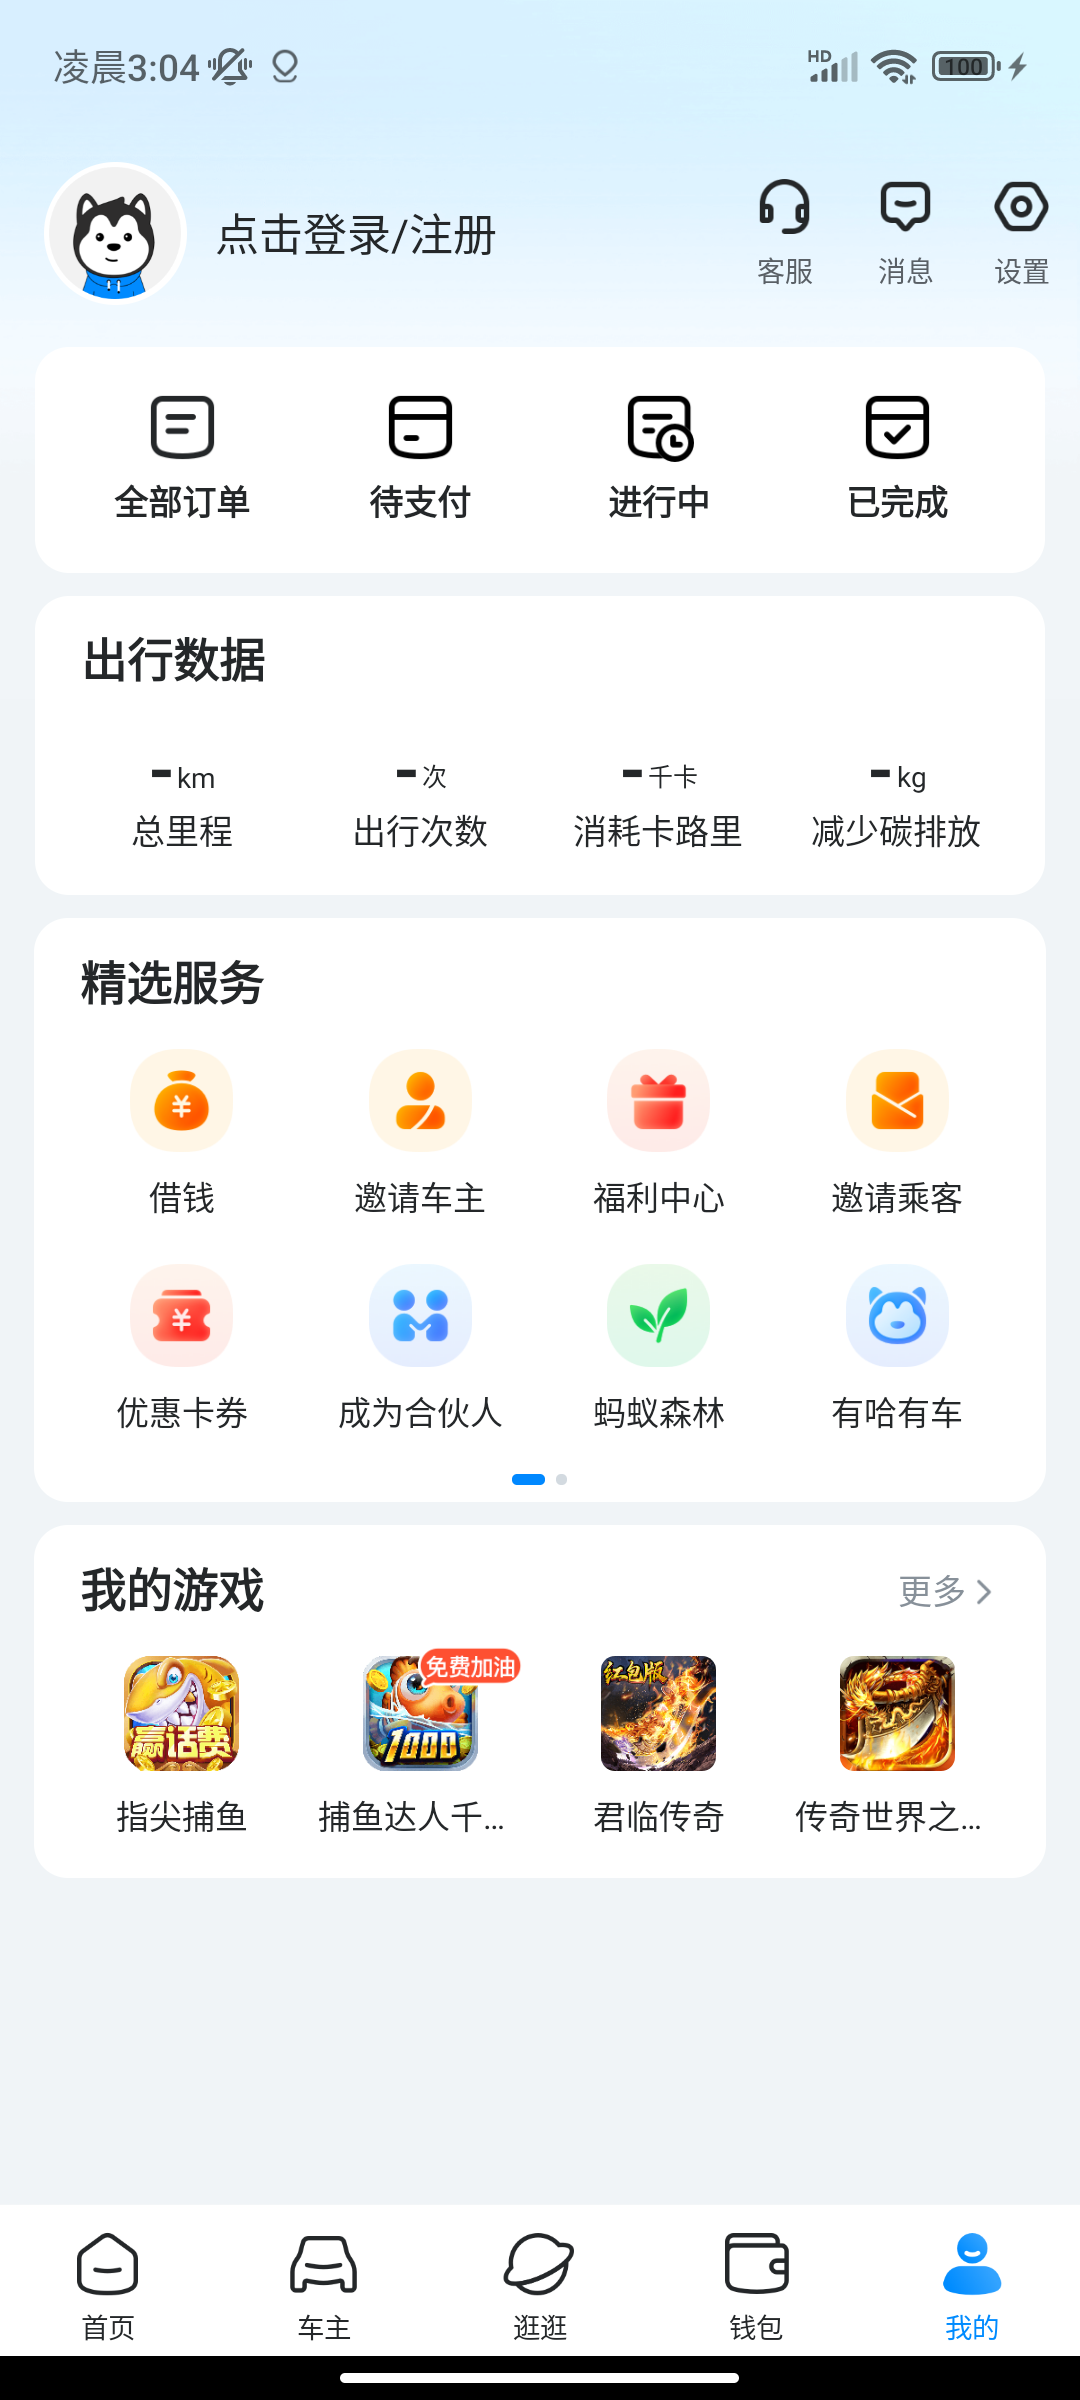 凌晨3:04
HD
100
点击登录/注册
客服
消息
设置
全部订单
待支付
进行中
已完成
出行数据
- km
- 次
- 千卡
- kg
总里程
出行次数
消耗卡路里
减少碳排放
精选服务
借钱
邀请车主
福利中心
邀请乘客
优惠卡券
成为合伙人
蚂蚁森林
有哈有车
我的游戏
更多
赢话费
免费加油
1000
红包版
指尖捕鱼
捕鱼达人千...
君临传奇
传奇世界之...
首页
车主
逛逛
钱包
我的